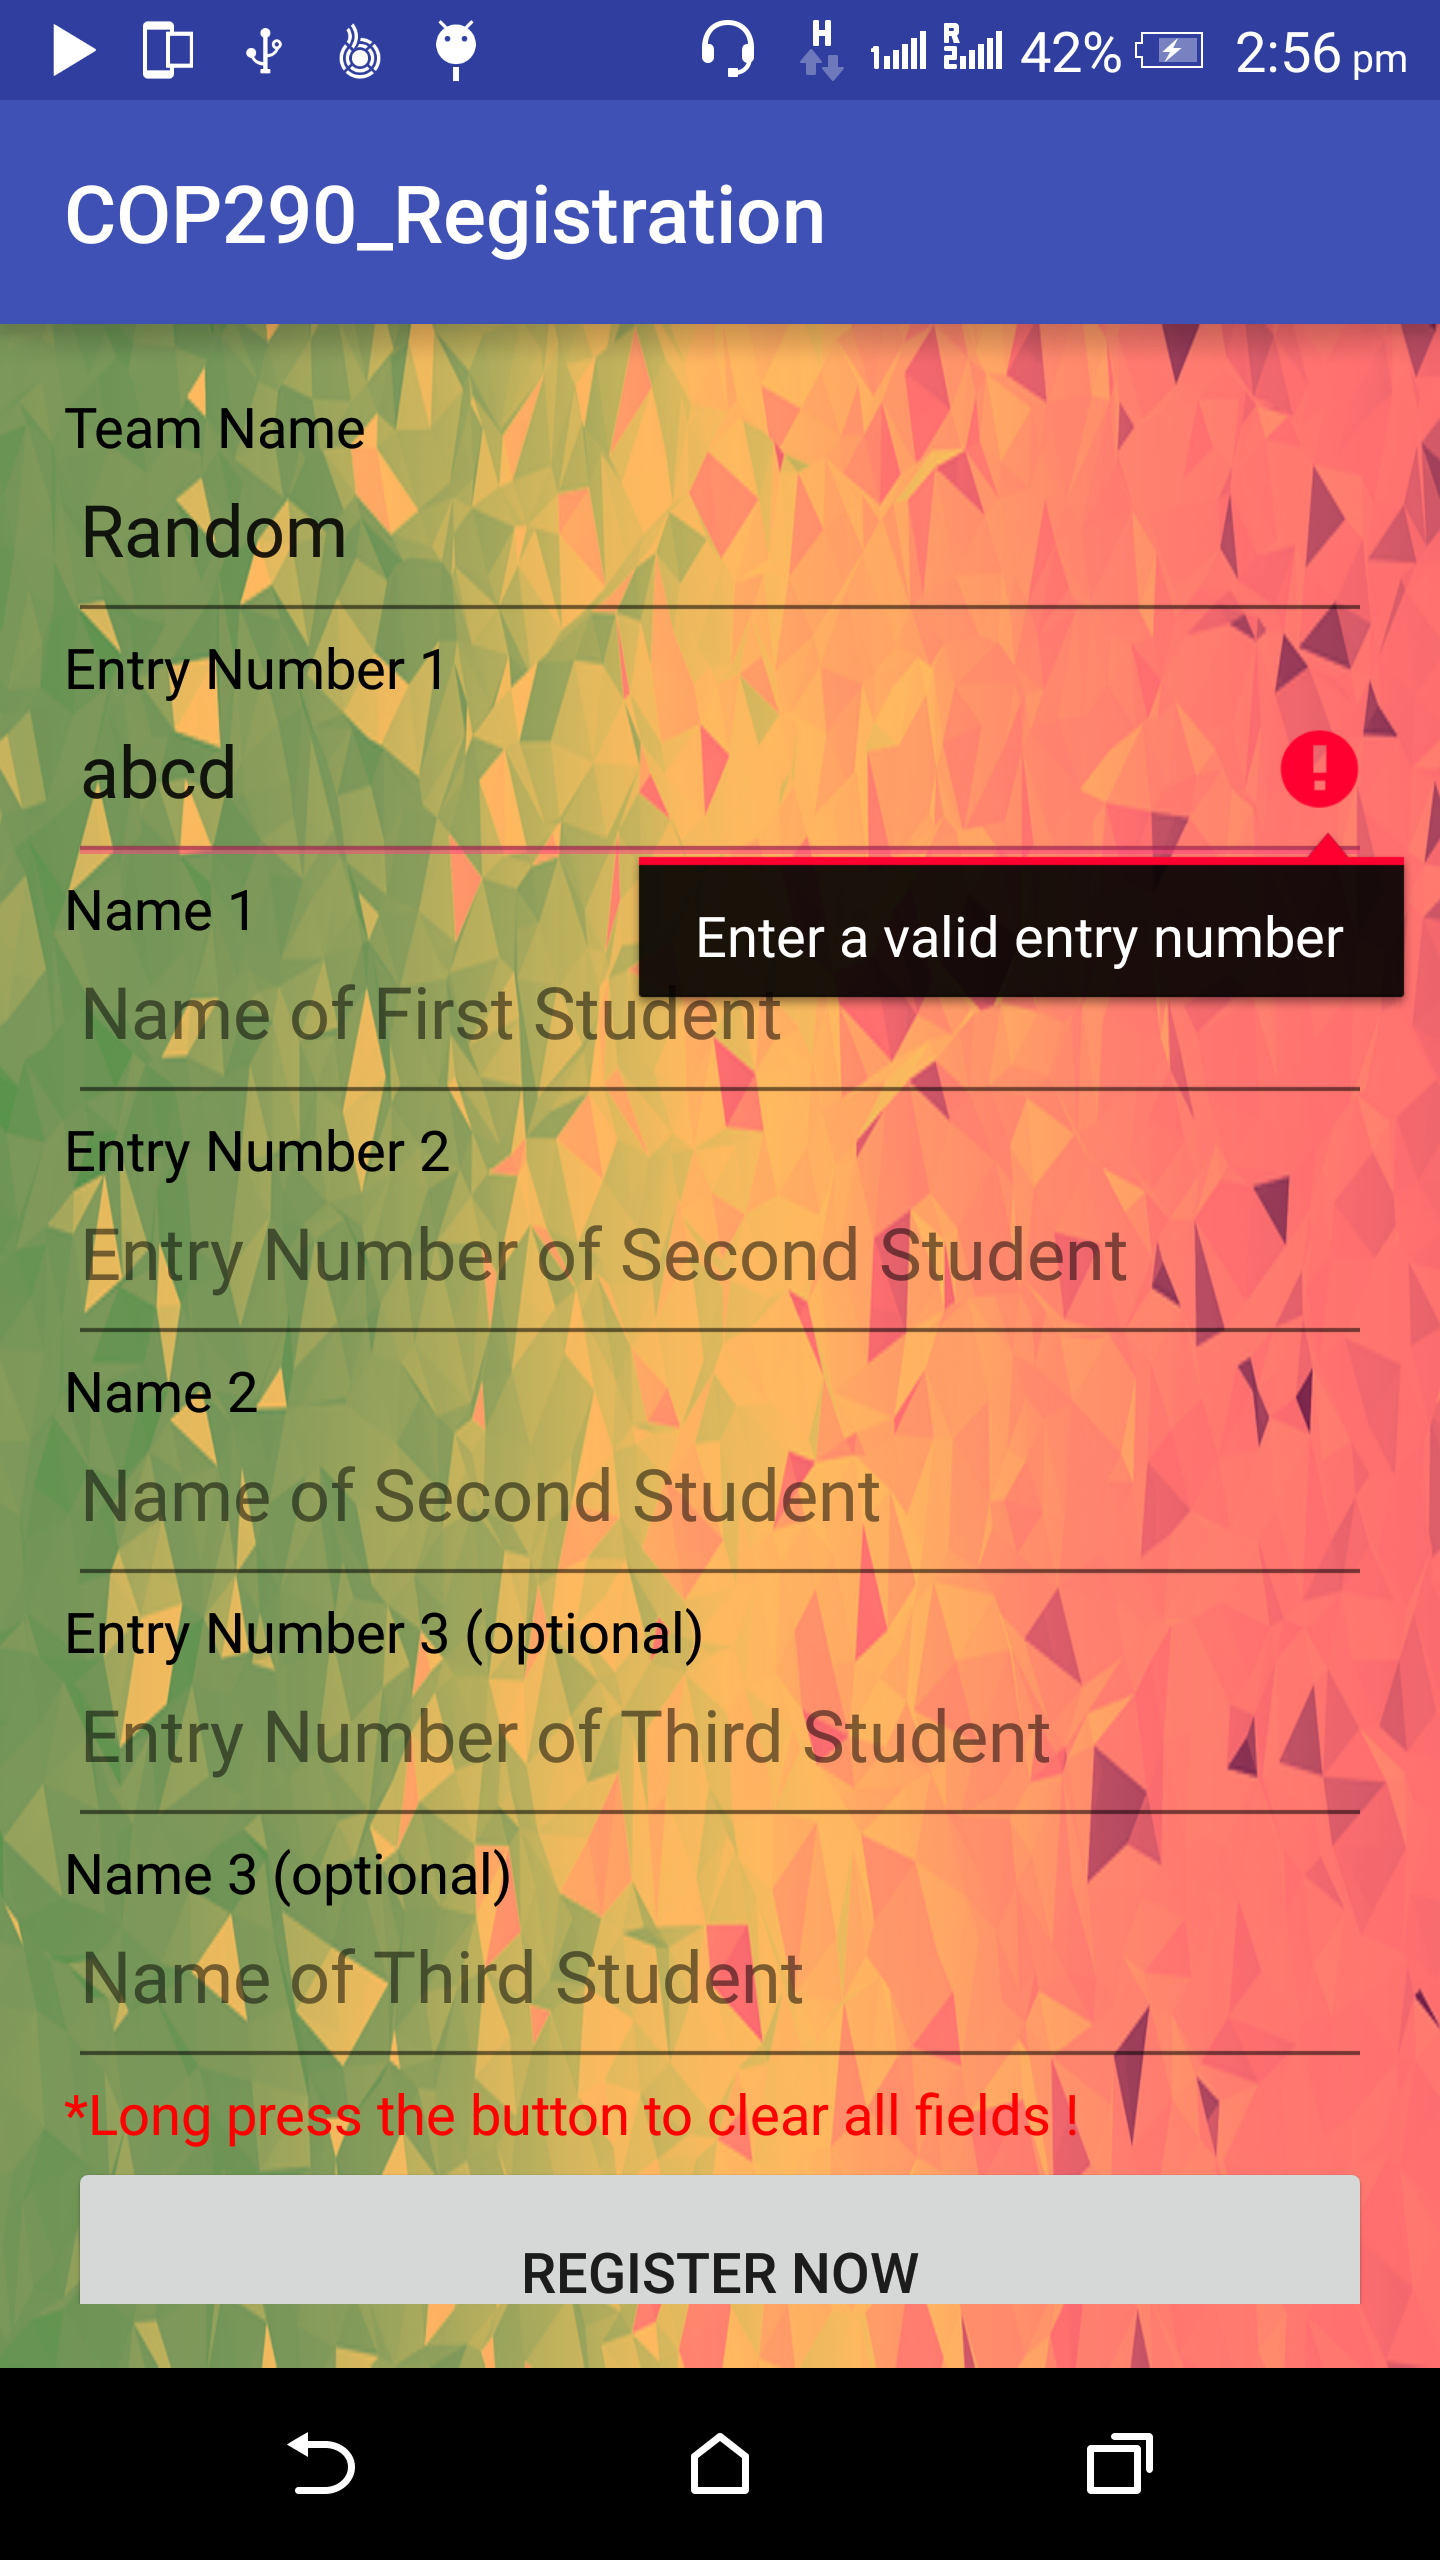 H 1 R 2 42% 2:56 pm
COP290_Registration
Team Name
Random
Entry Number 1
abcd
Enter a valid entry number
Name 1
Name of First Student
Entry Number 2
Entry Number of Second Student
Name 2
Name of Second Student
Entry Number 3 (optional)
Entry Number of Third Student
Name 3 (optional)
Name of Third Student
*Long press the button to clear all fields !
REGISTER NOW